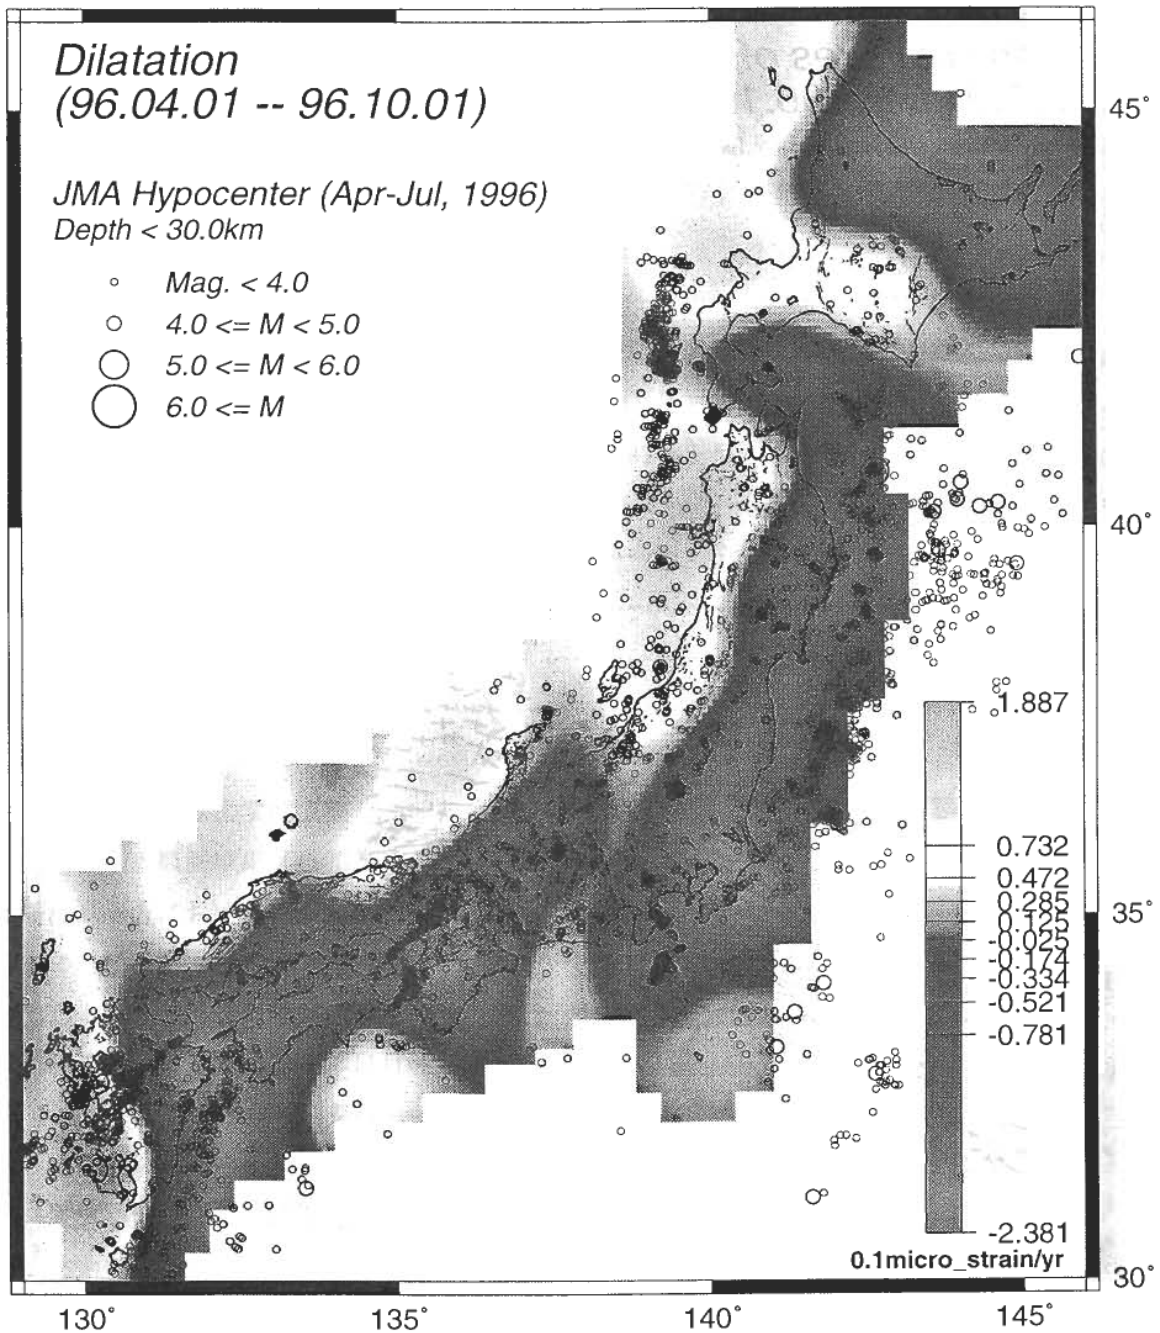 Dilatation
(96.04.01 -- 96.10.01)
JMA Hypocenter (Apr-Jul, 1996)
Depth < 30.0km
Mag. < 4.0
4.0 <= M < 5.0
5.0 <= M < 6.0
6.0 <= M
45°
40°
35°
30°
1.887
0.732
0.472
0.285
0.125
-0.025
-0.174
-0.334
-0.521
-0.781
-2.381
0.1micro_strain/yr
130°
135°
140°
145°